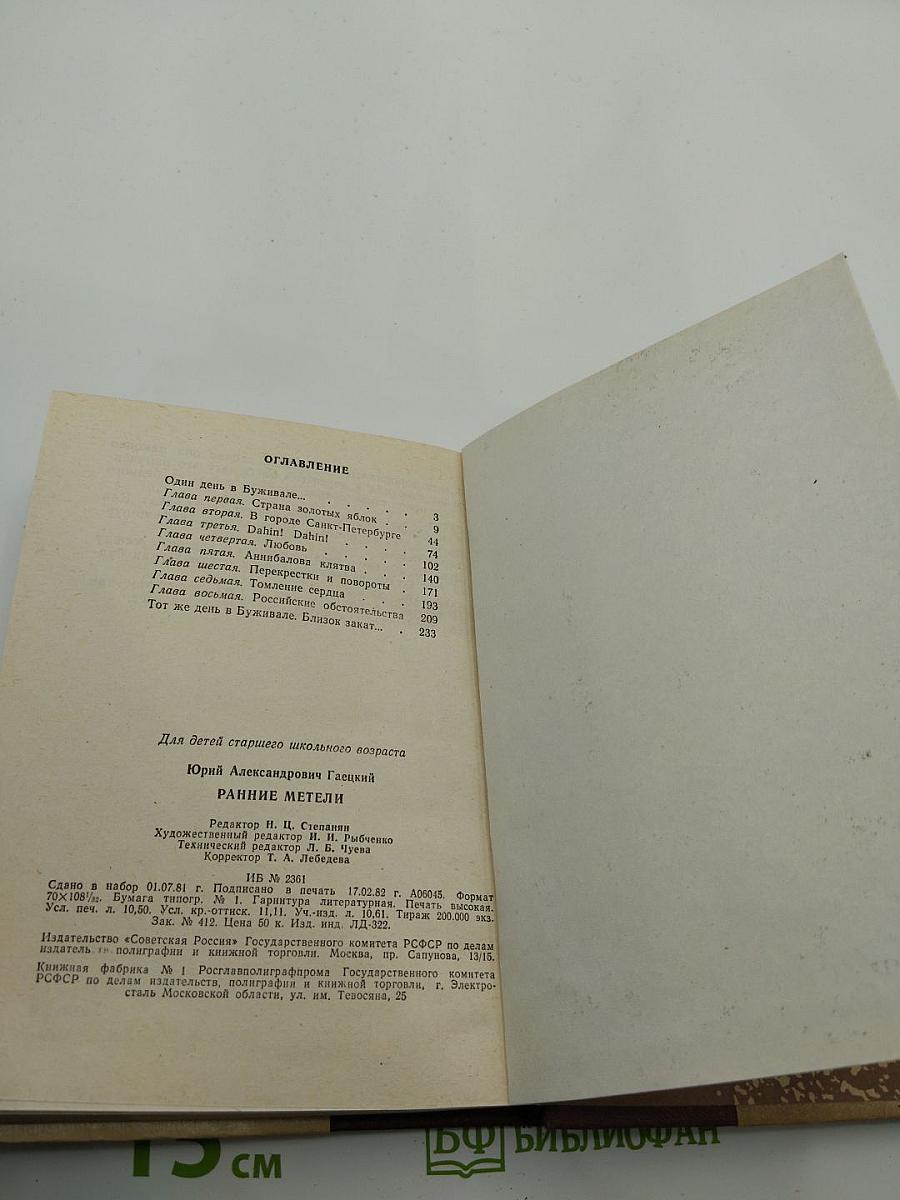 ОГЛАВЛЕНИЕ
Один день в Буживале... . . . . . 3
Глава первая. Страна золотых яблок . . 9
Глава вторая. В городе Санкт-Петербурге 44
Глава третья. Dahin! Dahin! . . . . 74
Глава четвертая. Любовь . . . . . 102
Глава пятая. Аннибалова клятва . . . 140
Глава шестая. Перекрестки и повороты . 171
Глава седьмая. Томление сердца . . . 193
Глава восьмая. Российские обстоятельства 209
Тот же день в Буживале. Близок закат... . 233
Для детей старшего школьного возраста
Юрий Александрович Гаецкий
РАННИЕ МЕТЕЛИ
Редактор Н. Ц. Степанян
Художественный редактор И. И. Рыбченко
Технический редактор Л. Б. Чуева
Корректор Т. А. Лебедева
ИБ № 2361
Сдано в набор 01.07.81 г. Подписано в печать 17.02.82 г. А06045. Формат
70×108¹/₃₂. Бумага типогр. № 1. Гарнитура литературная. Печать высокая.
Усл. печ. л. 10,50. Усл. кр.-оттиск. 11,11. Уч.-изд. л. 10,61. Тираж 200.000 экз.
Зак. № 412. Цена 50 к. Изд. инд. ЛД-322.
Издательство «Советская Россия» Государственного комитета РСФСР по делам
издательств, полиграфии и книжной торговли. Москва, пр. Сапунова, 13/15.
Книжная фабрика № 1 Росглавполиграфпрома Государственного комитета
РСФСР по делам издательств, полиграфии и книжной торговли, г. Электро-
сталь Московской области, ул. им. Тевосяна, 25
15 см
БФ БИБЛИОФАН